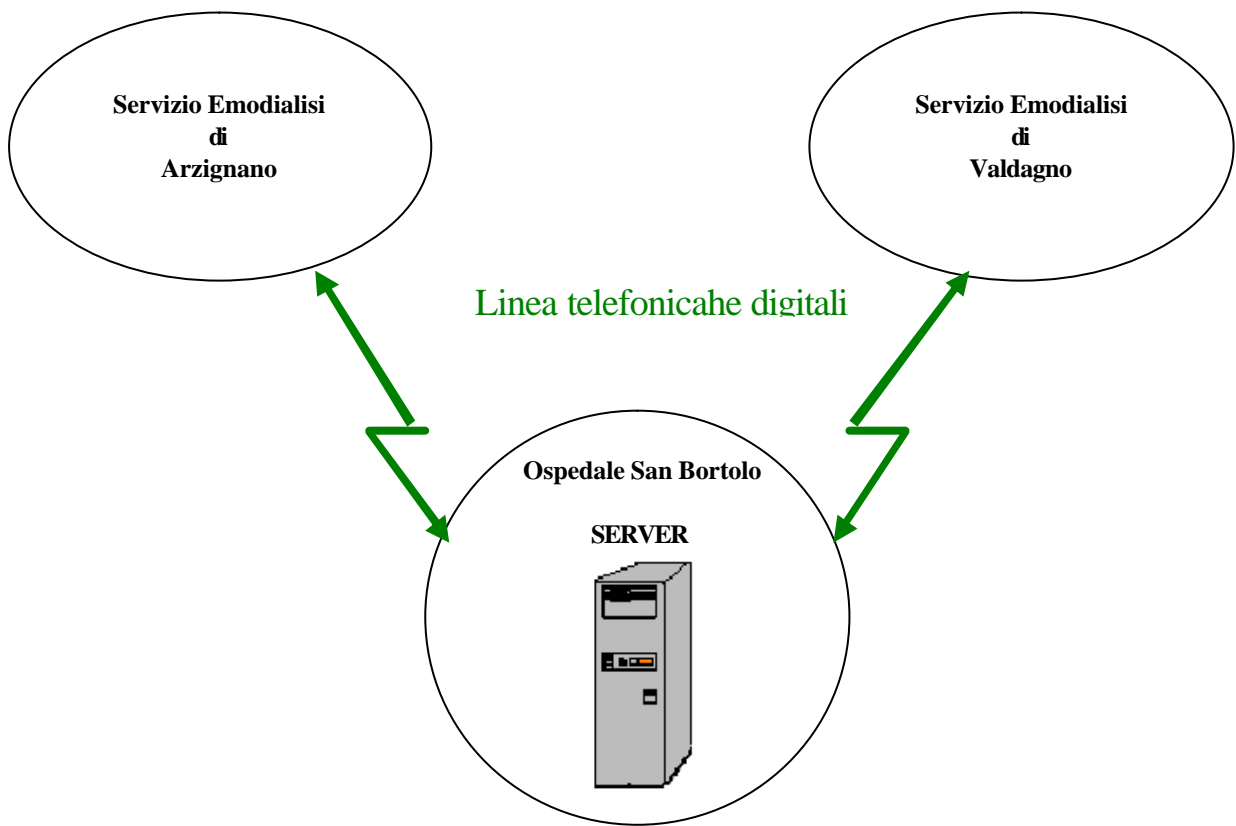 Servizio Emodialisi
di
Arzignano
Servizio Emodialisi
di
Valdagno
Linea telefonicahe digitali
Ospedale San Bortolo
SERVER